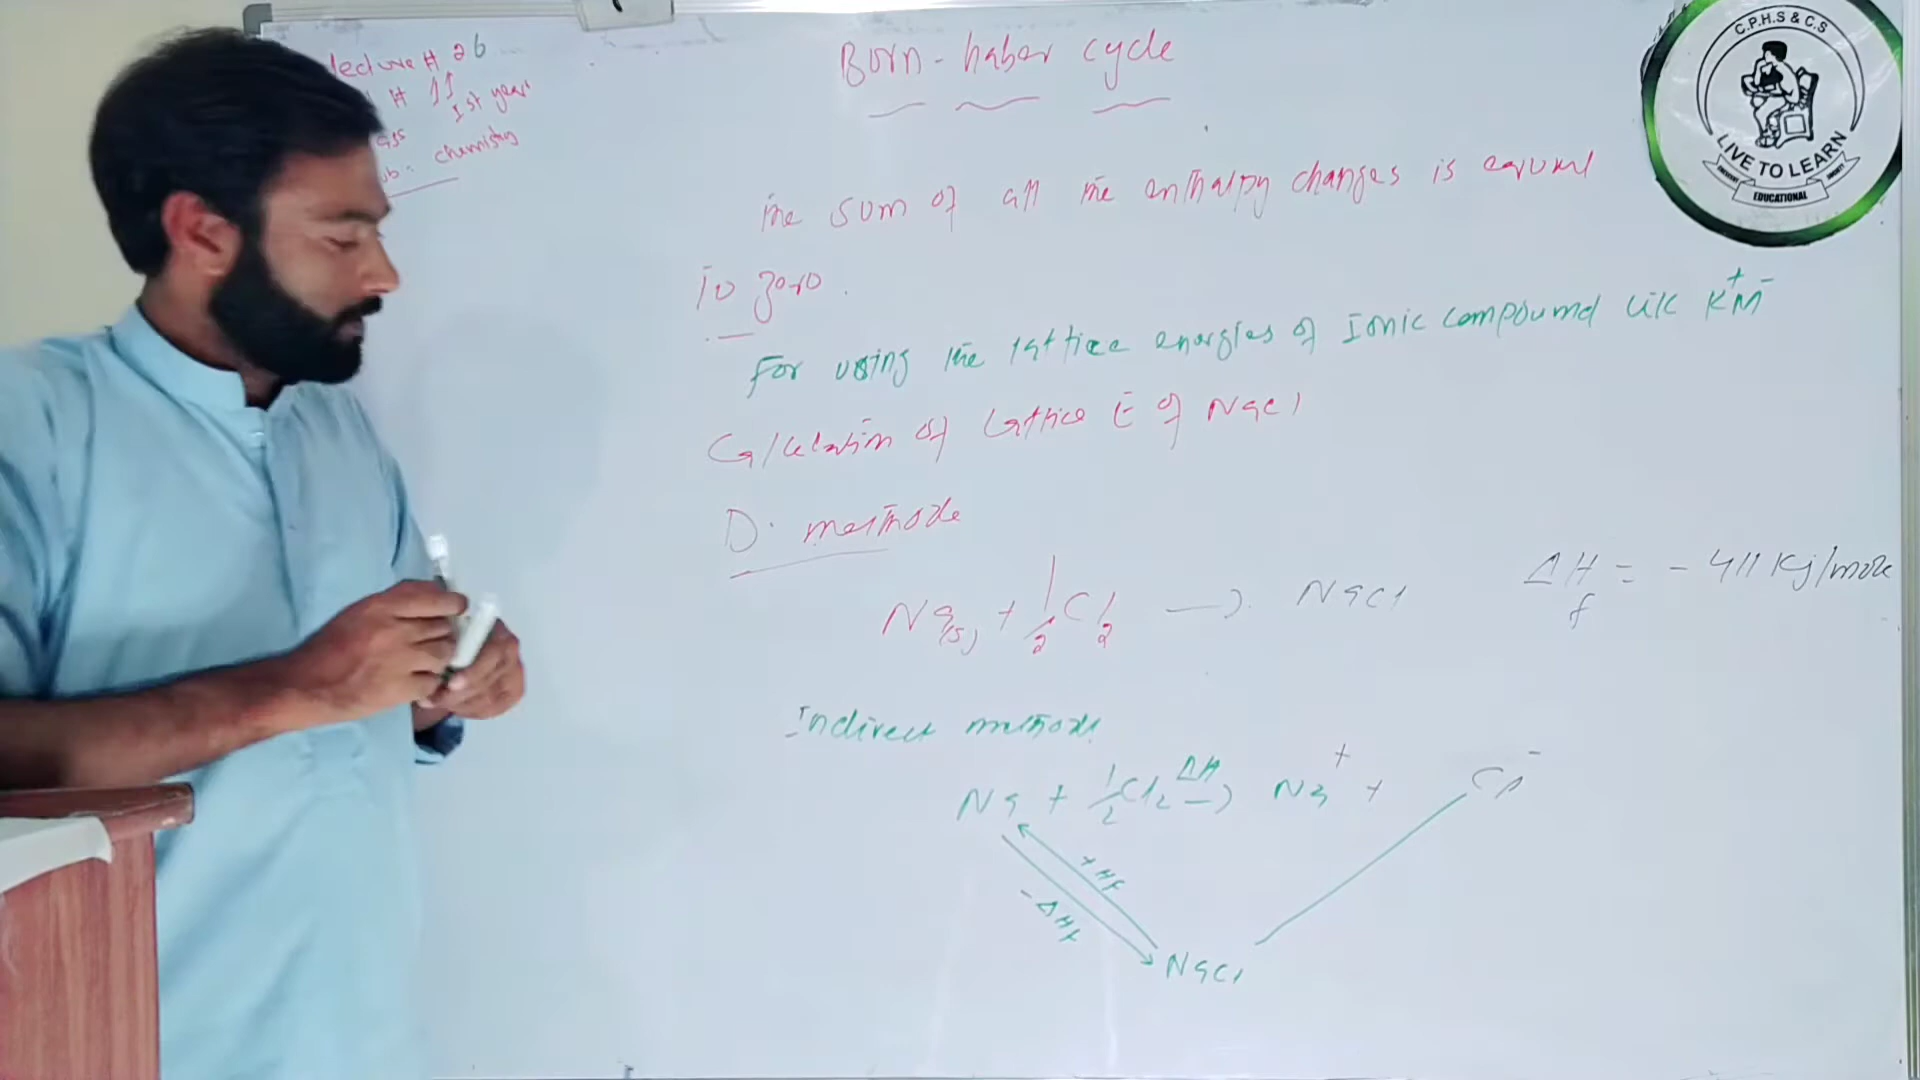 lecture # 26
# 11
1st year
chemistry
Born-haber cycle
C.P.H.S & C.S
LIVE TO LEARN
EDUCATIONAL
The sum of all the enthalpy changes is equal
To zero.
For using the lattice energies of Ionic compound like K⁺M⁻
Calculation of Lattice E of NaCl
D. methode
Na(s) + 1/2 Cl₂ → NaCl ΔHf = - 411 Kj/mole
Indirect methode
Na + 1/2 Cl₂ ΔH → Na⁺ + Cl⁻
+ Hf
- ΔHf
NaCl